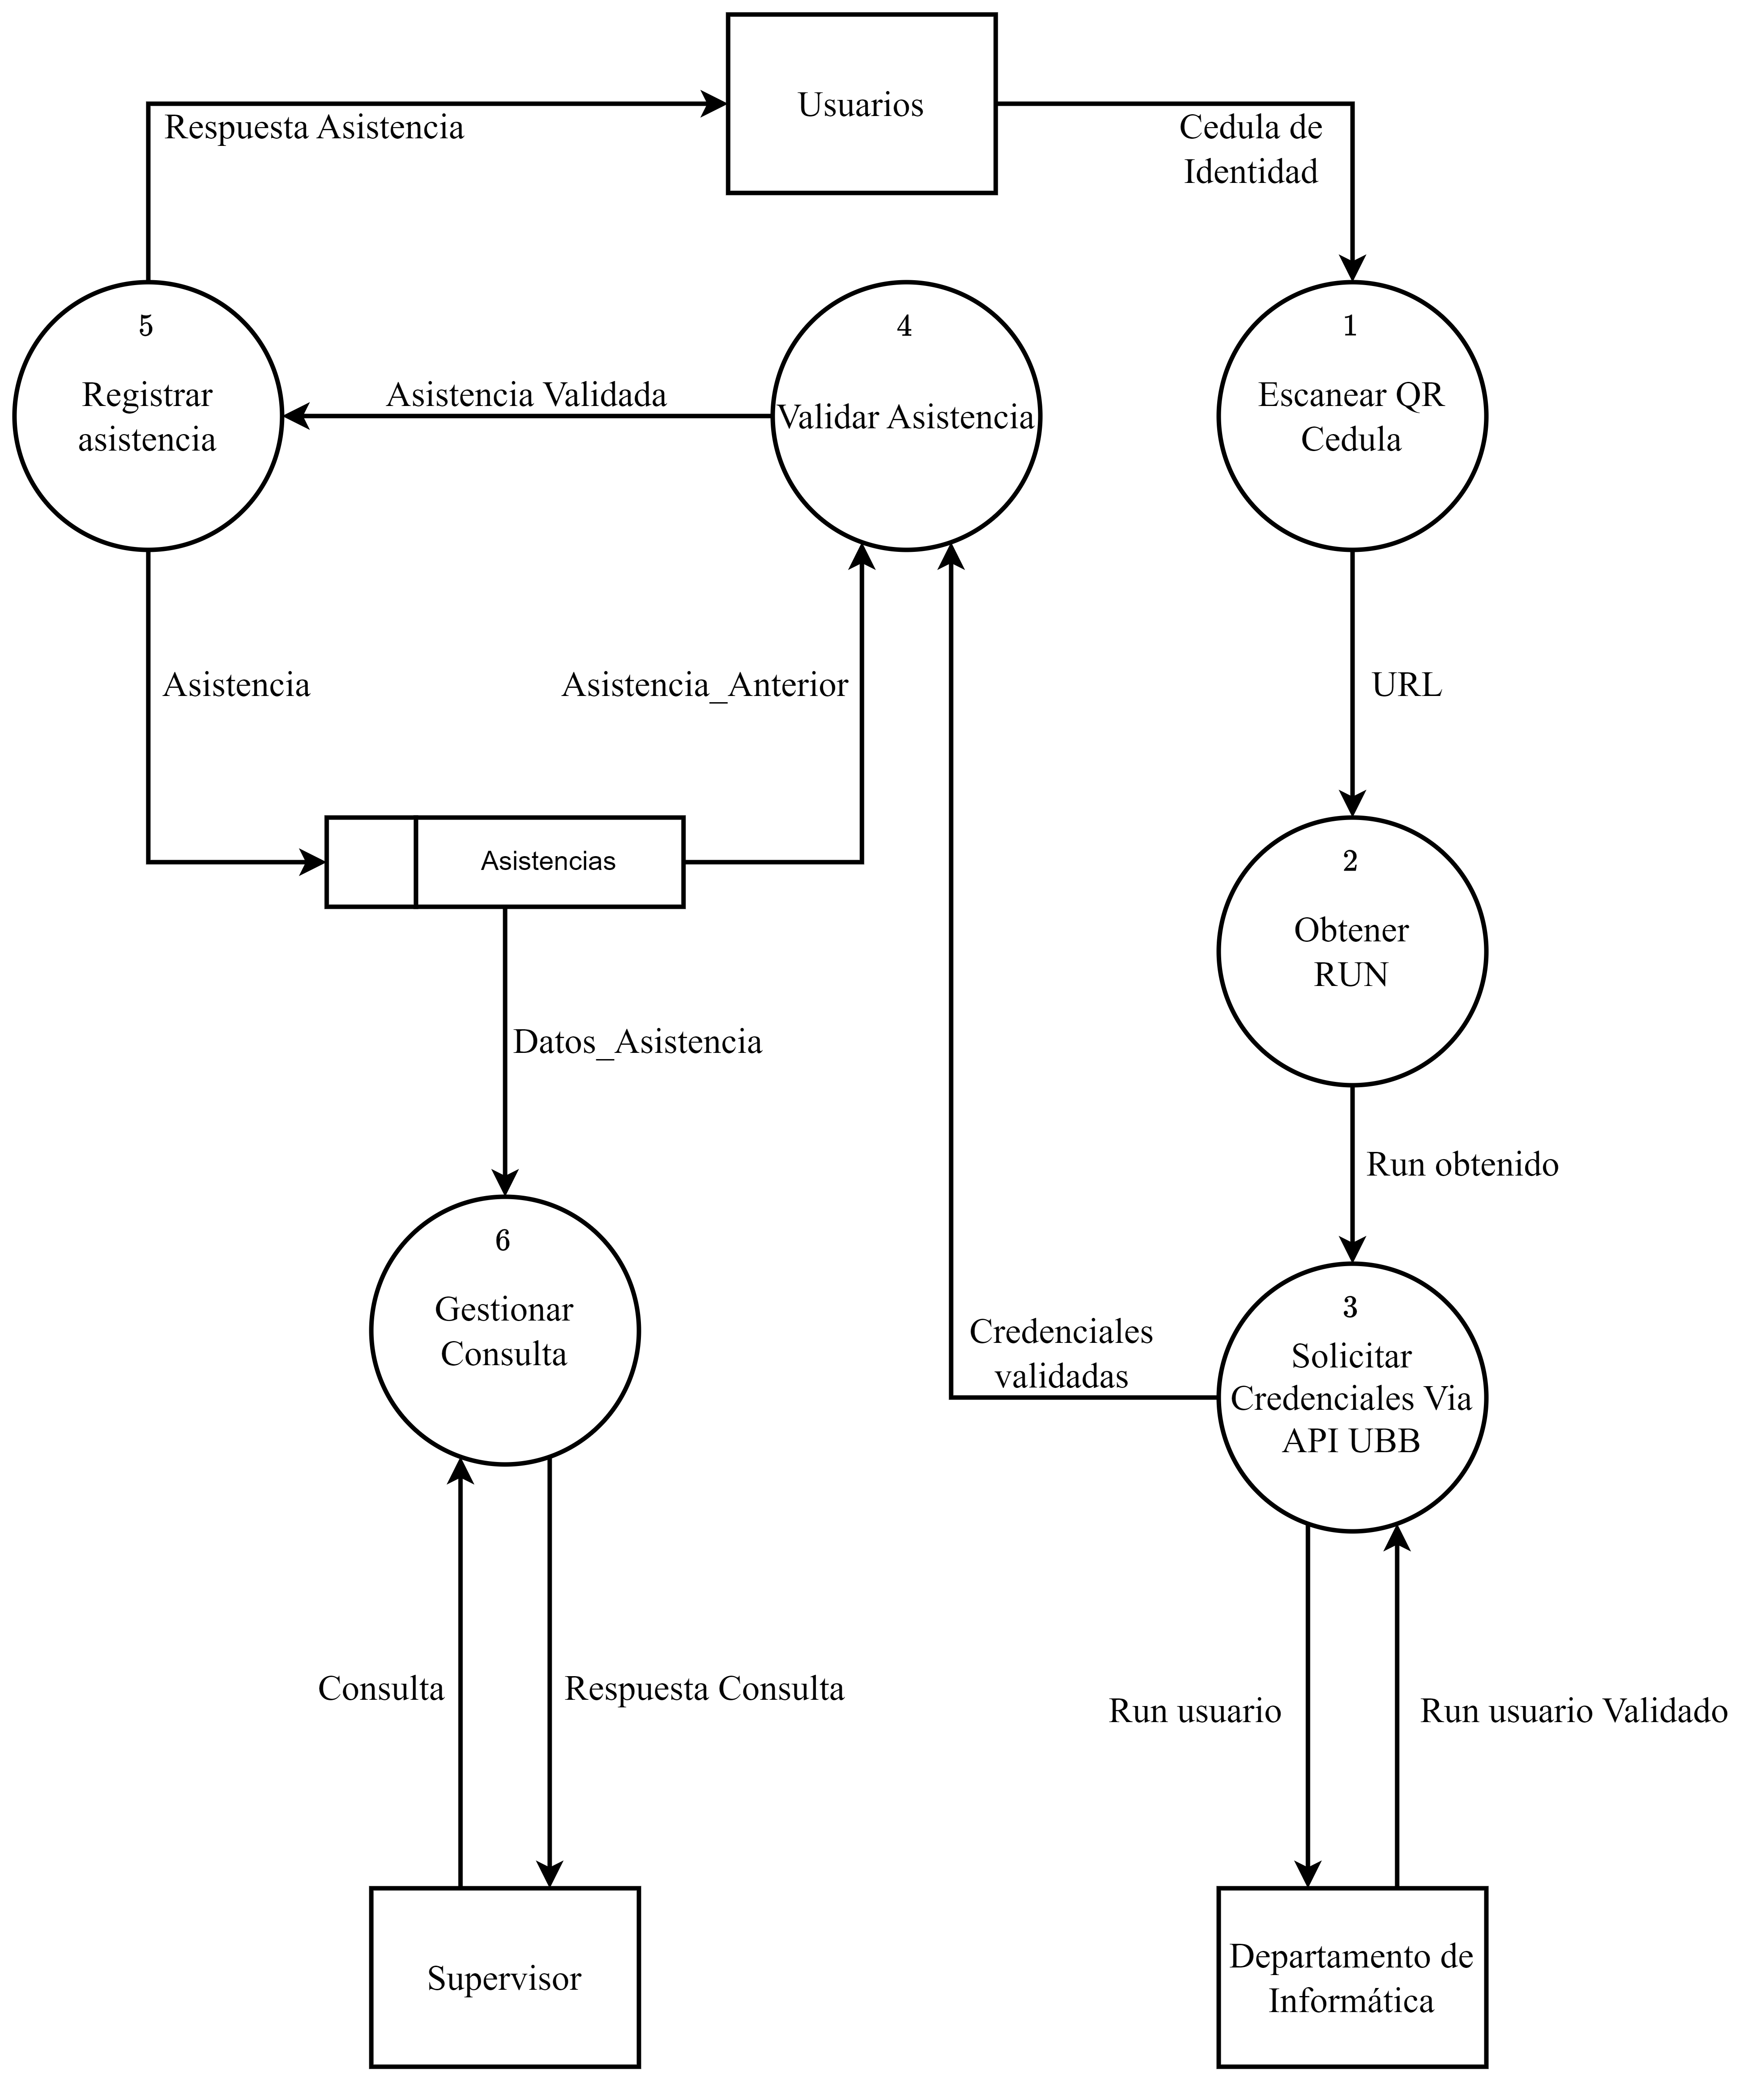 Usuarios
Respuesta Asistencia
Cedula de
Identidad
5
Registrar
asistencia
Asistencia Validada
4
Validar Asistencia
1
Escanear QR
Cedula
Asistencia
Asistencia_Anterior
URL
Asistencias
2
Obtener
RUN
Datos_Asistencia
Run obtenido
6
Gestionar
Consulta
Credenciales
validadas
3
Solicitar
Credenciales Via
API UBB
Consulta
Respuesta Consulta
Run usuario
Run usuario Validado
Supervisor
Departamento de
Informática